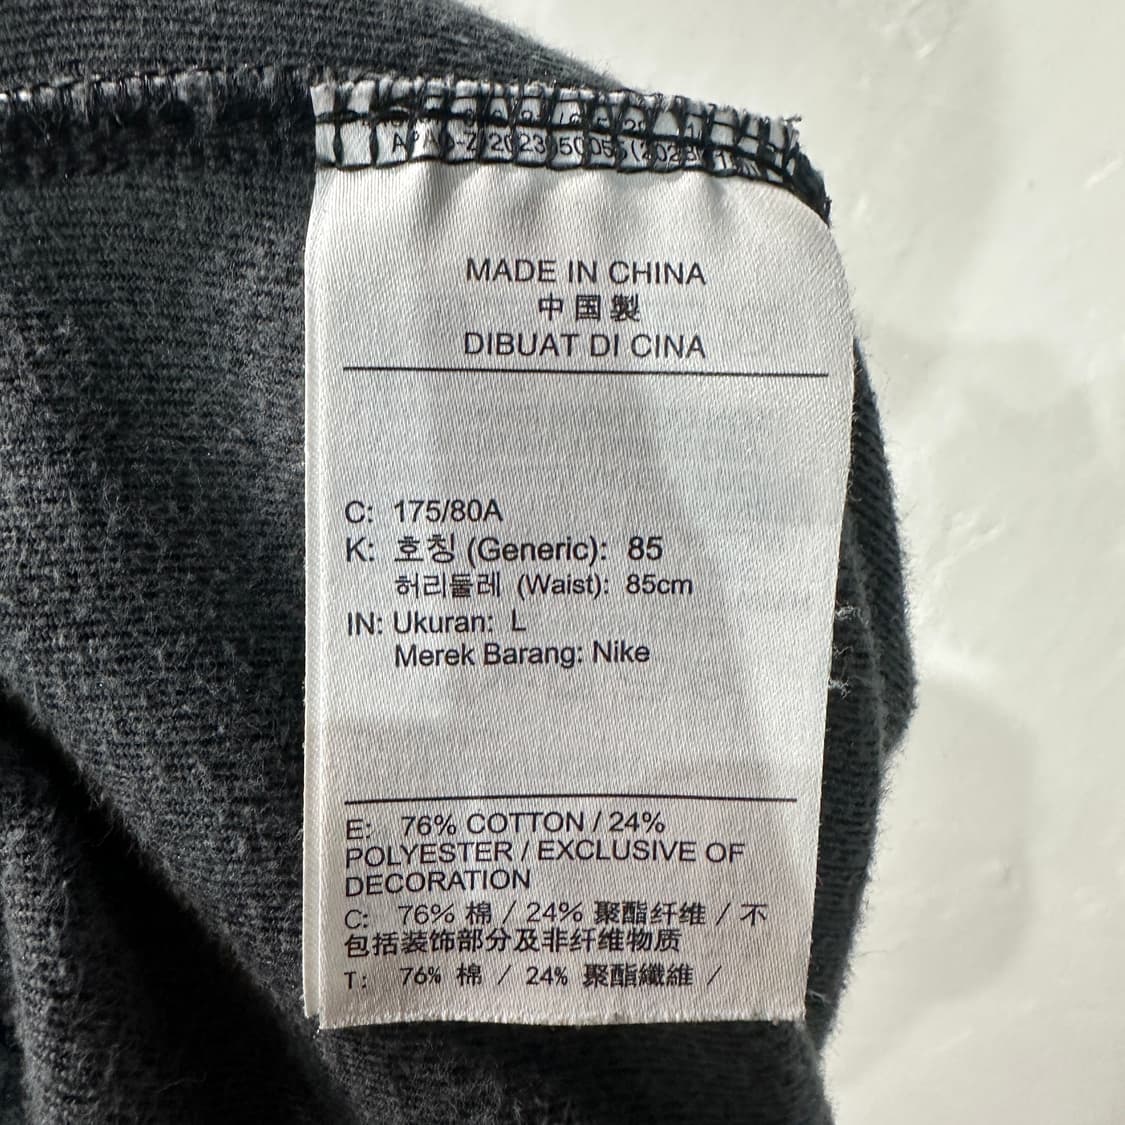 MADE IN CHINA
中国製
DIBUAT DI CINA
C: 175/80A
K: 호칭 (Generic): 85
허리둘레 (Waist): 85cm
IN: Ukuran: L
Merek Barang: Nike
E: 76% COTTON / 24%
POLYESTER / EXCLUSIVE OF
DECORATION
C: 76% 棉 / 24% 聚酯纤维 / 不
包括装饰部分及非纤维物质
T: 76% 棉 / 24% 聚酯纖維 /